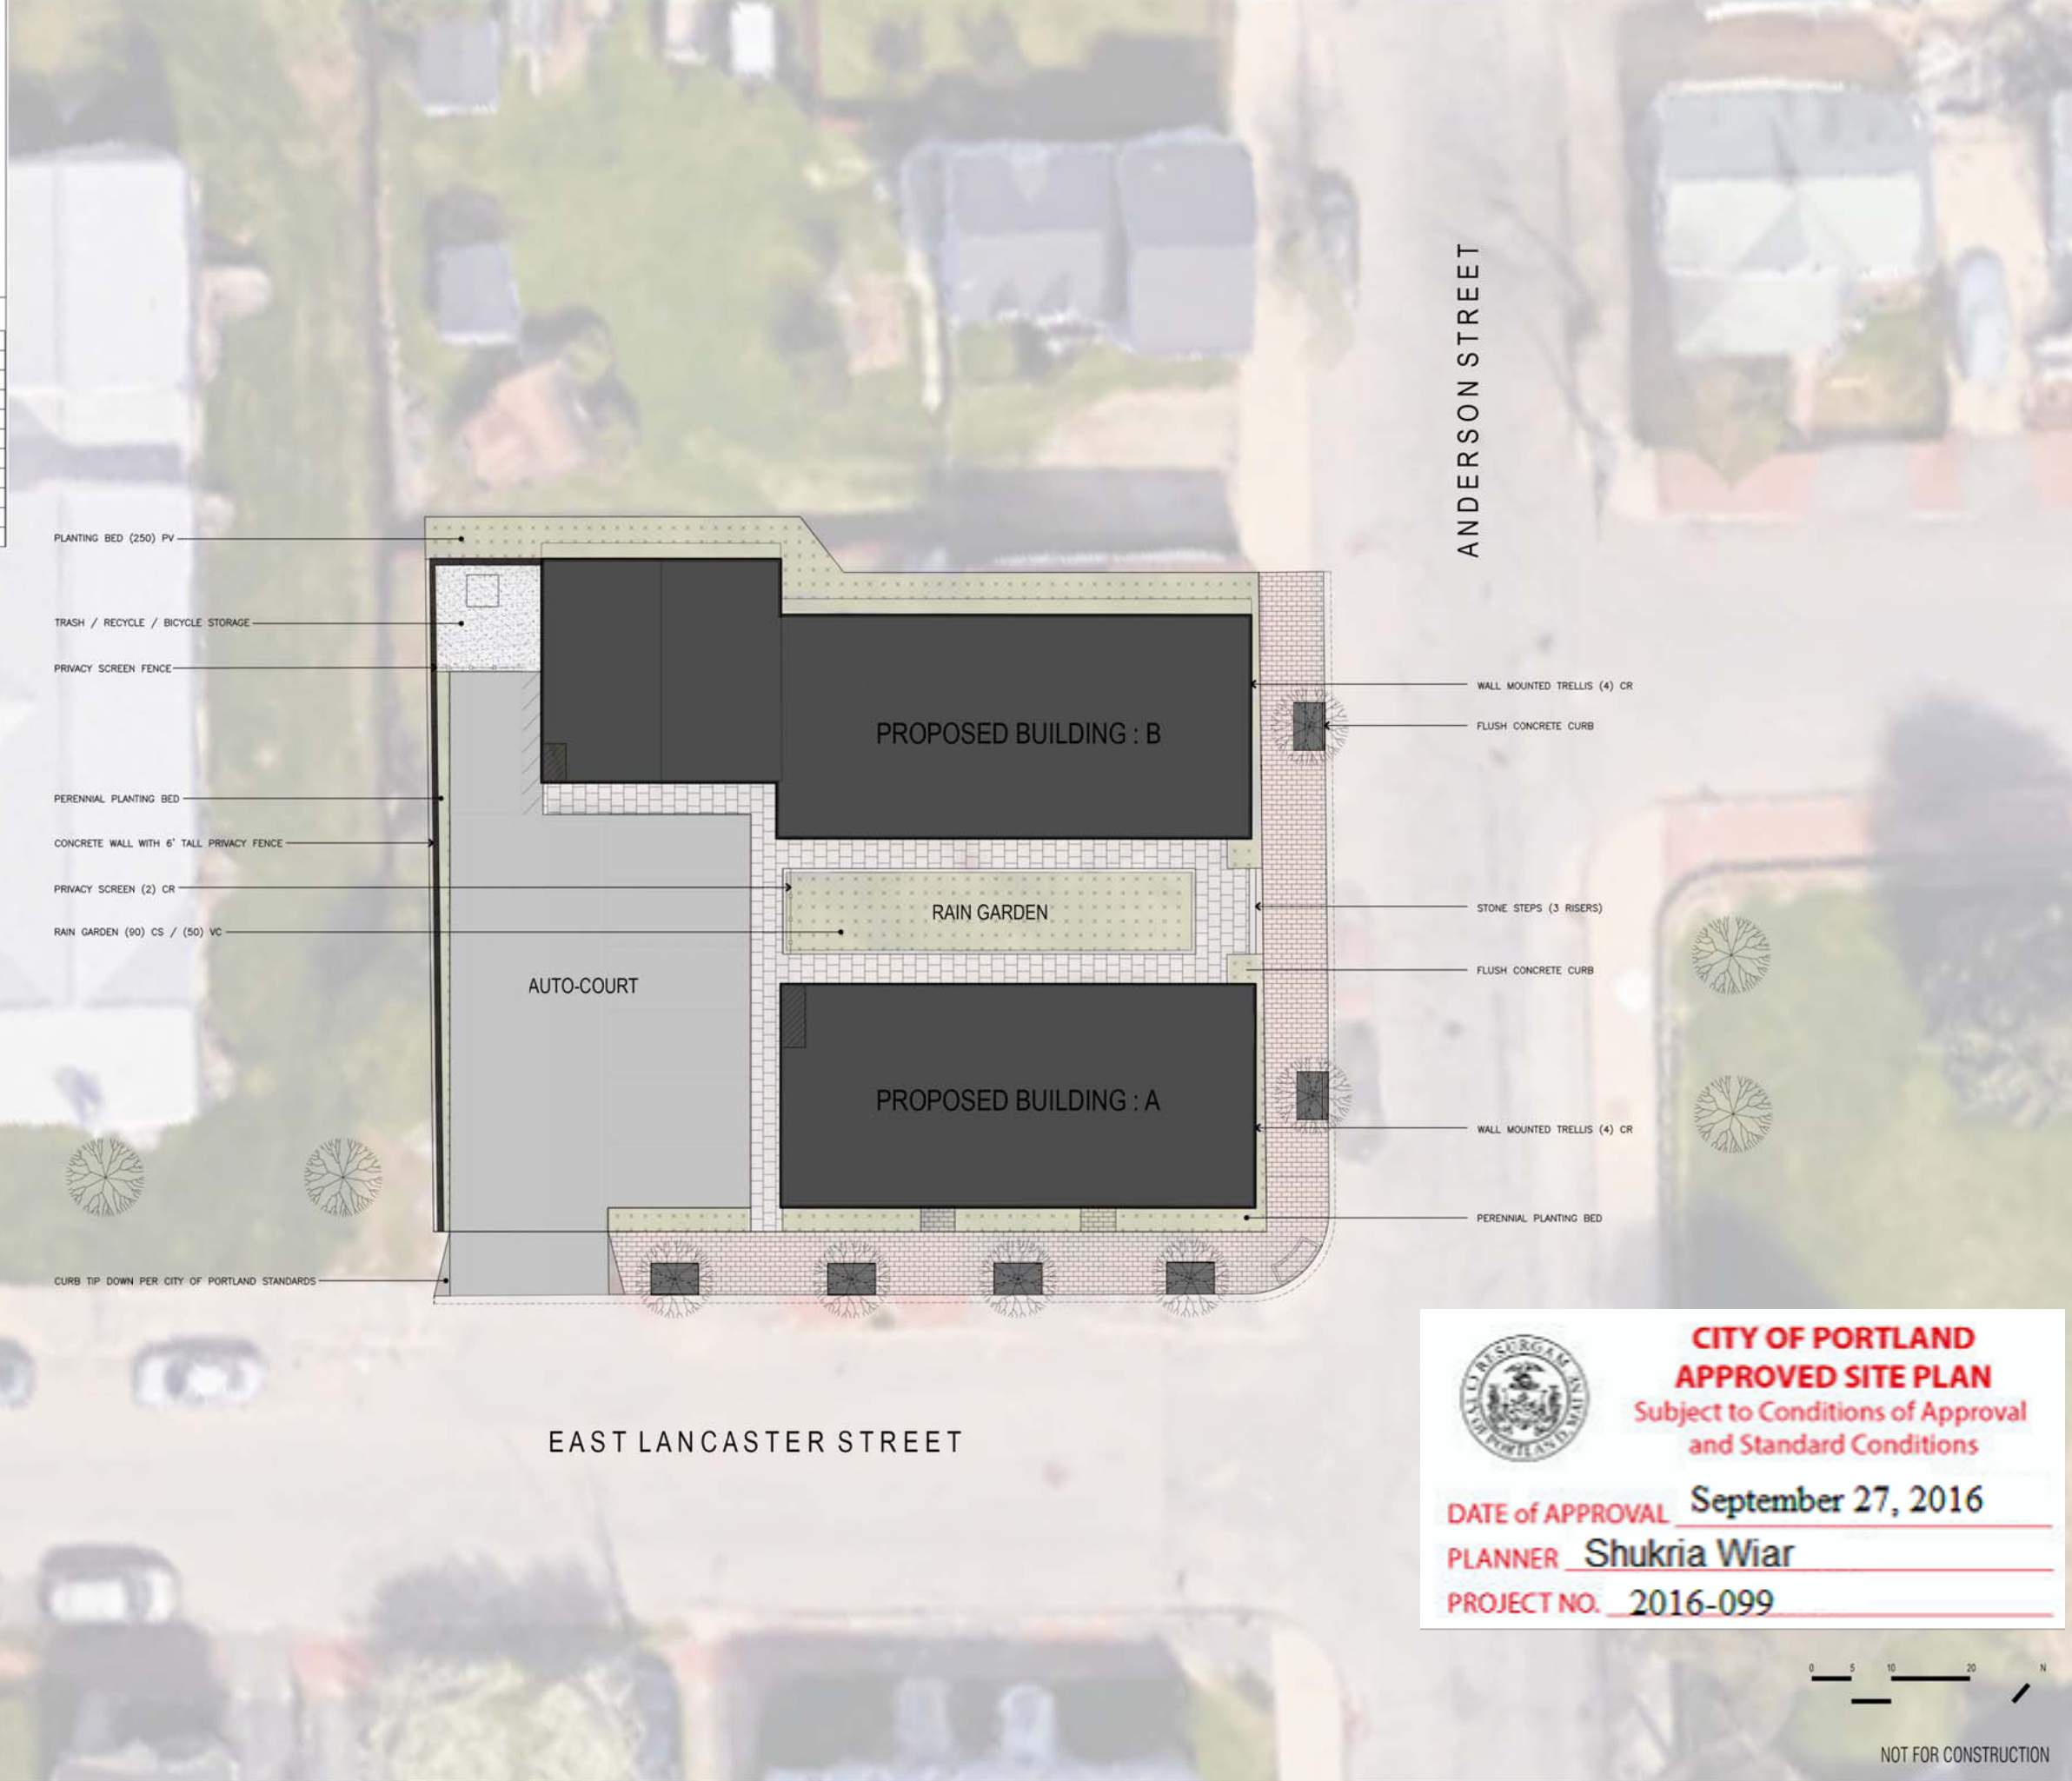 ANDERSON STREET
PLANTING BED (250) PV
TRASH / RECYCLE / BICYCLE STORAGE
PRIVACY SCREEN FENCE
PERENNIAL PLANTING BED
CONCRETE WALL WITH 6' TALL PRIVACY FENCE
PRIVACY SCREEN (2) CR
RAIN GARDEN (90) CS / (50) VC
CURB TIP DOWN PER CITY OF PORTLAND STANDARDS
PROPOSED BUILDING : B
RAIN GARDEN
AUTO-COURT
PROPOSED BUILDING : A
WALL MOUNTED TRELLIS (4) CR
FLUSH CONCRETE CURB
STONE STEPS (3 RISERS)
FLUSH CONCRETE CURB
WALL MOUNTED TRELLIS (4) CR
PERENNIAL PLANTING BED
EAST LANCASTER STREET
CITY OF PORTLAND
APPROVED SITE PLAN
Subject to Conditions of Approval
and Standard Conditions
DATE of APPROVAL September 27, 2016
PLANNER Shukria Wiar
PROJECT NO. 2016-099
0 5 10 20 N
NOT FOR CONSTRUCTION